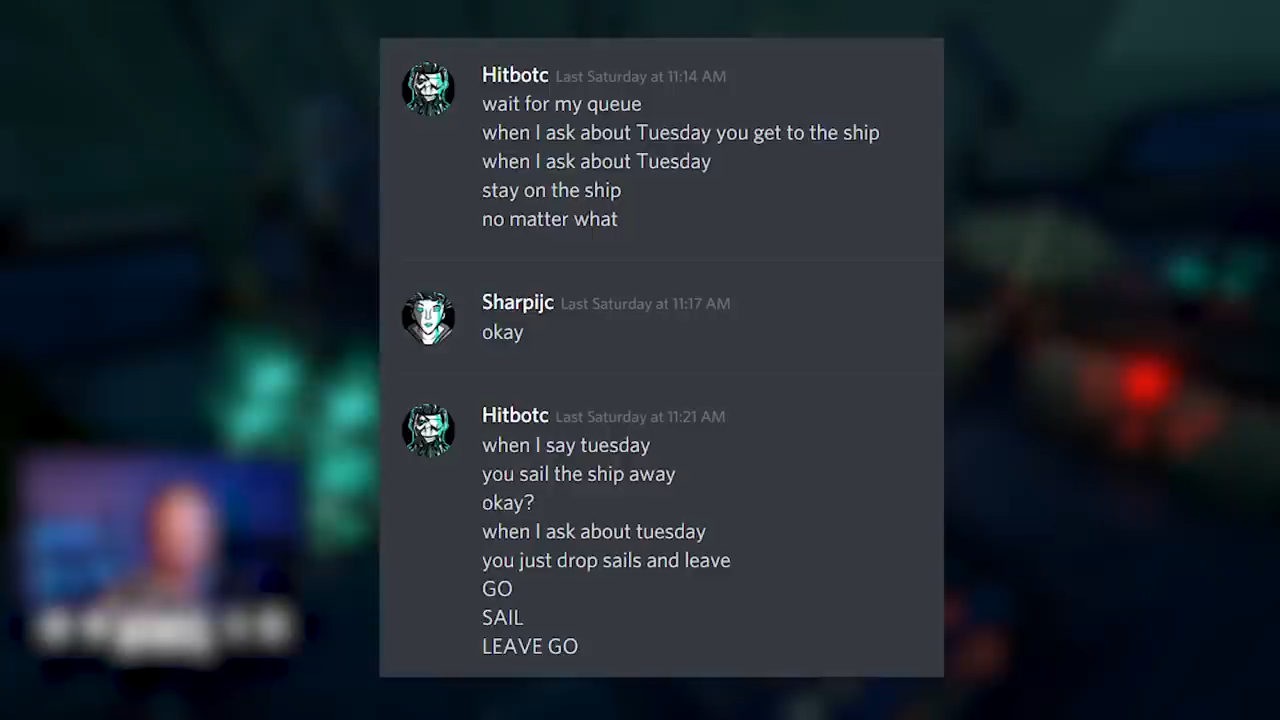 Hitbotc Last Saturday at 11:14 AM
wait for my queue
when I ask about Tuesday you get to the ship
when I ask about Tuesday
stay on the ship
no matter what
Sharpijc Last Saturday at 11:17 AM
okay
Hitbotc Last Saturday at 11:21 AM
when I say tuesday
you sail the ship away
okay?
when I ask about tuesday
you just drop sails and leave
GO
SAIL
LEAVE GO